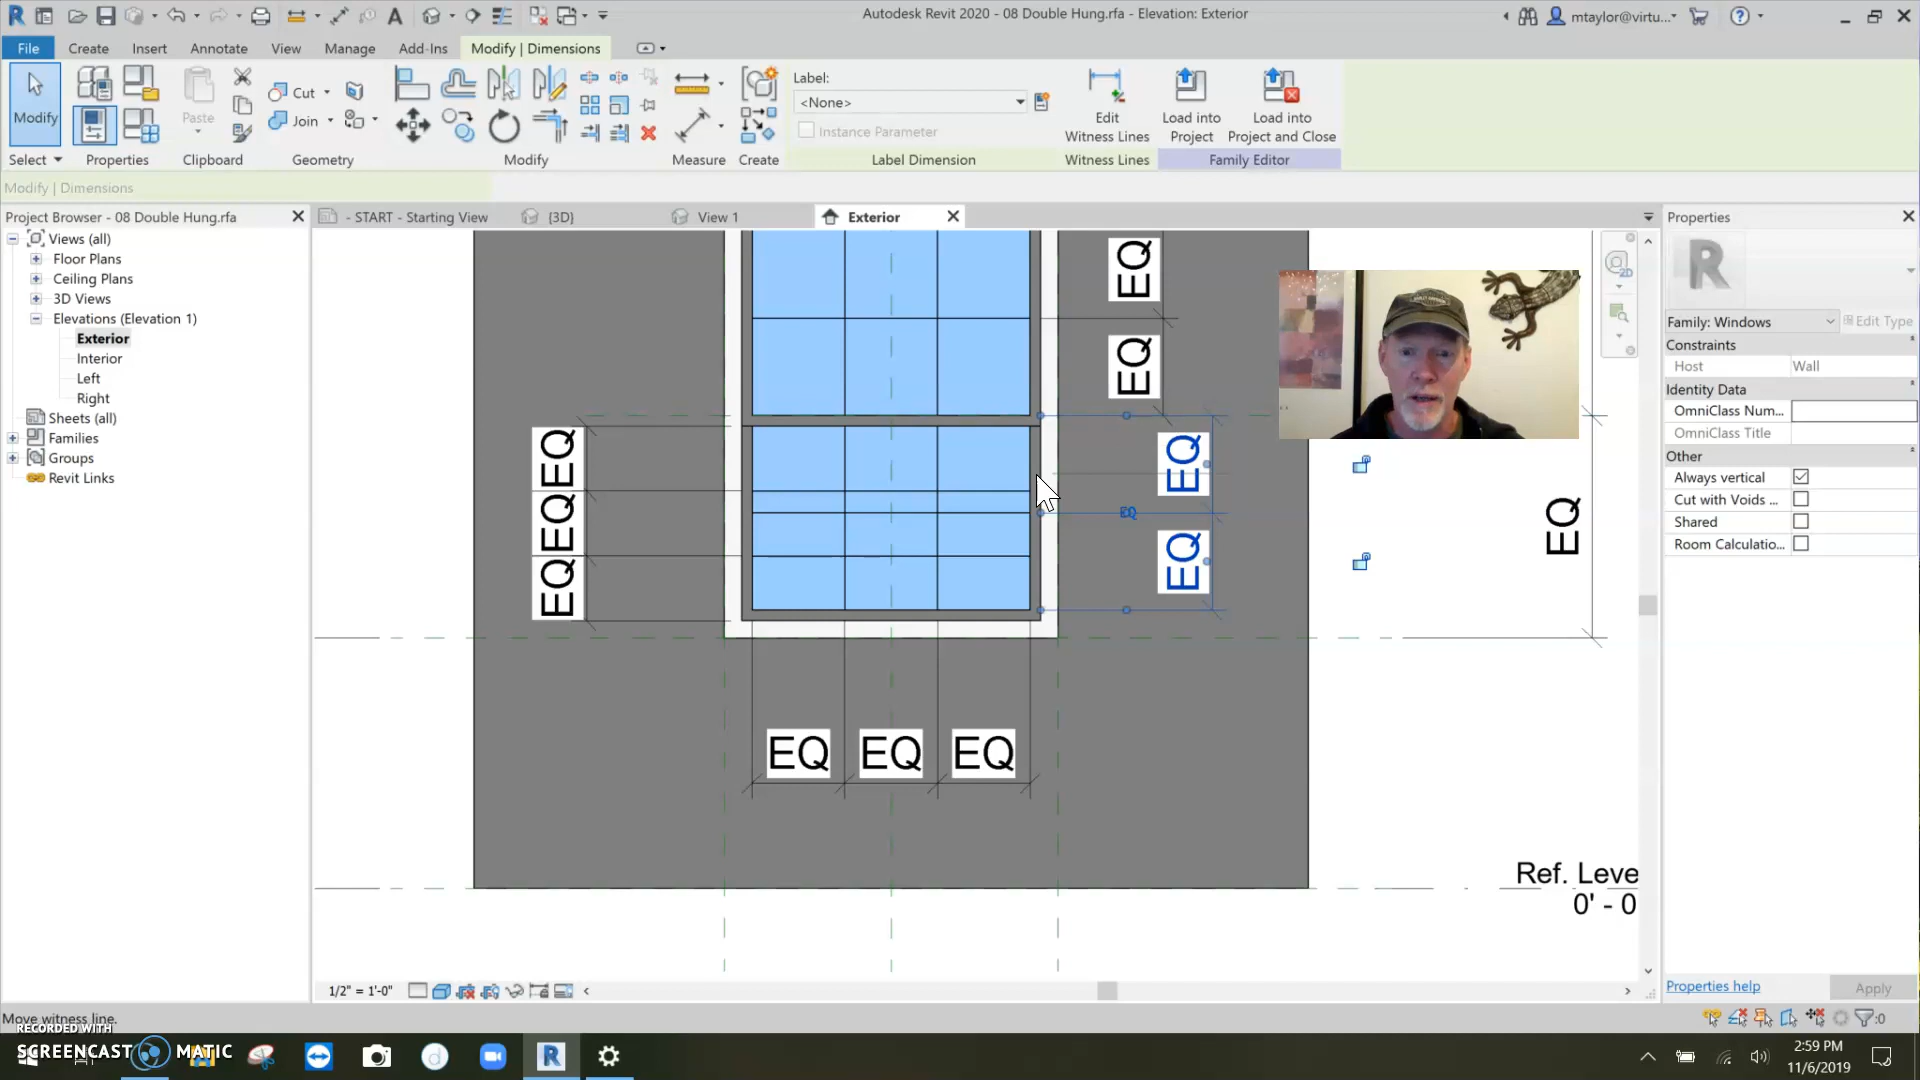 Autodesk Revit 2020 - 08 Double Hung.rfa - Elevation: Exterior
mtaylor@virtu...
File Create Insert Annotate View Manage Add-Ins Modify | Dimensions
Modify
Paste
Cut
Join
Label:
<None>
Instance Parameter
Edit
Witness Lines
Load into
Project
Load into
Project and Close
Select Properties Clipboard Geometry Modify Measure Create Label Dimension Witness Lines Family Editor
Modify | Dimensions
Project Browser - 08 Double Hung.rfa
- START - Starting View
{3D}
View 1
Exterior
Properties
Views (all)
Floor Plans
Ceiling Plans
3D Views
Elevations (Elevation 1)
Exterior
Interior
Left
Right
Sheets (all)
Families
Groups
Revit Links
EQ
EQ
EQ
EQ
EQ
EQ
EQ
EQ
EQ
EQ EQ EQ
Ref. Leve
0' - 0
2D
R
Family: Windows
Edit Type
Constraints
Host Wall
Identity Data
OmniClass Num...
OmniClass Title
Other
Always vertical
Cut with Voids ...
Shared
Room Calculatio...
Properties help
Apply
1/2" = 1'-0"
Move witness line.
:0
RECORDED WITH
SCREENCAST MATIC
2:59 PM
11/6/2019